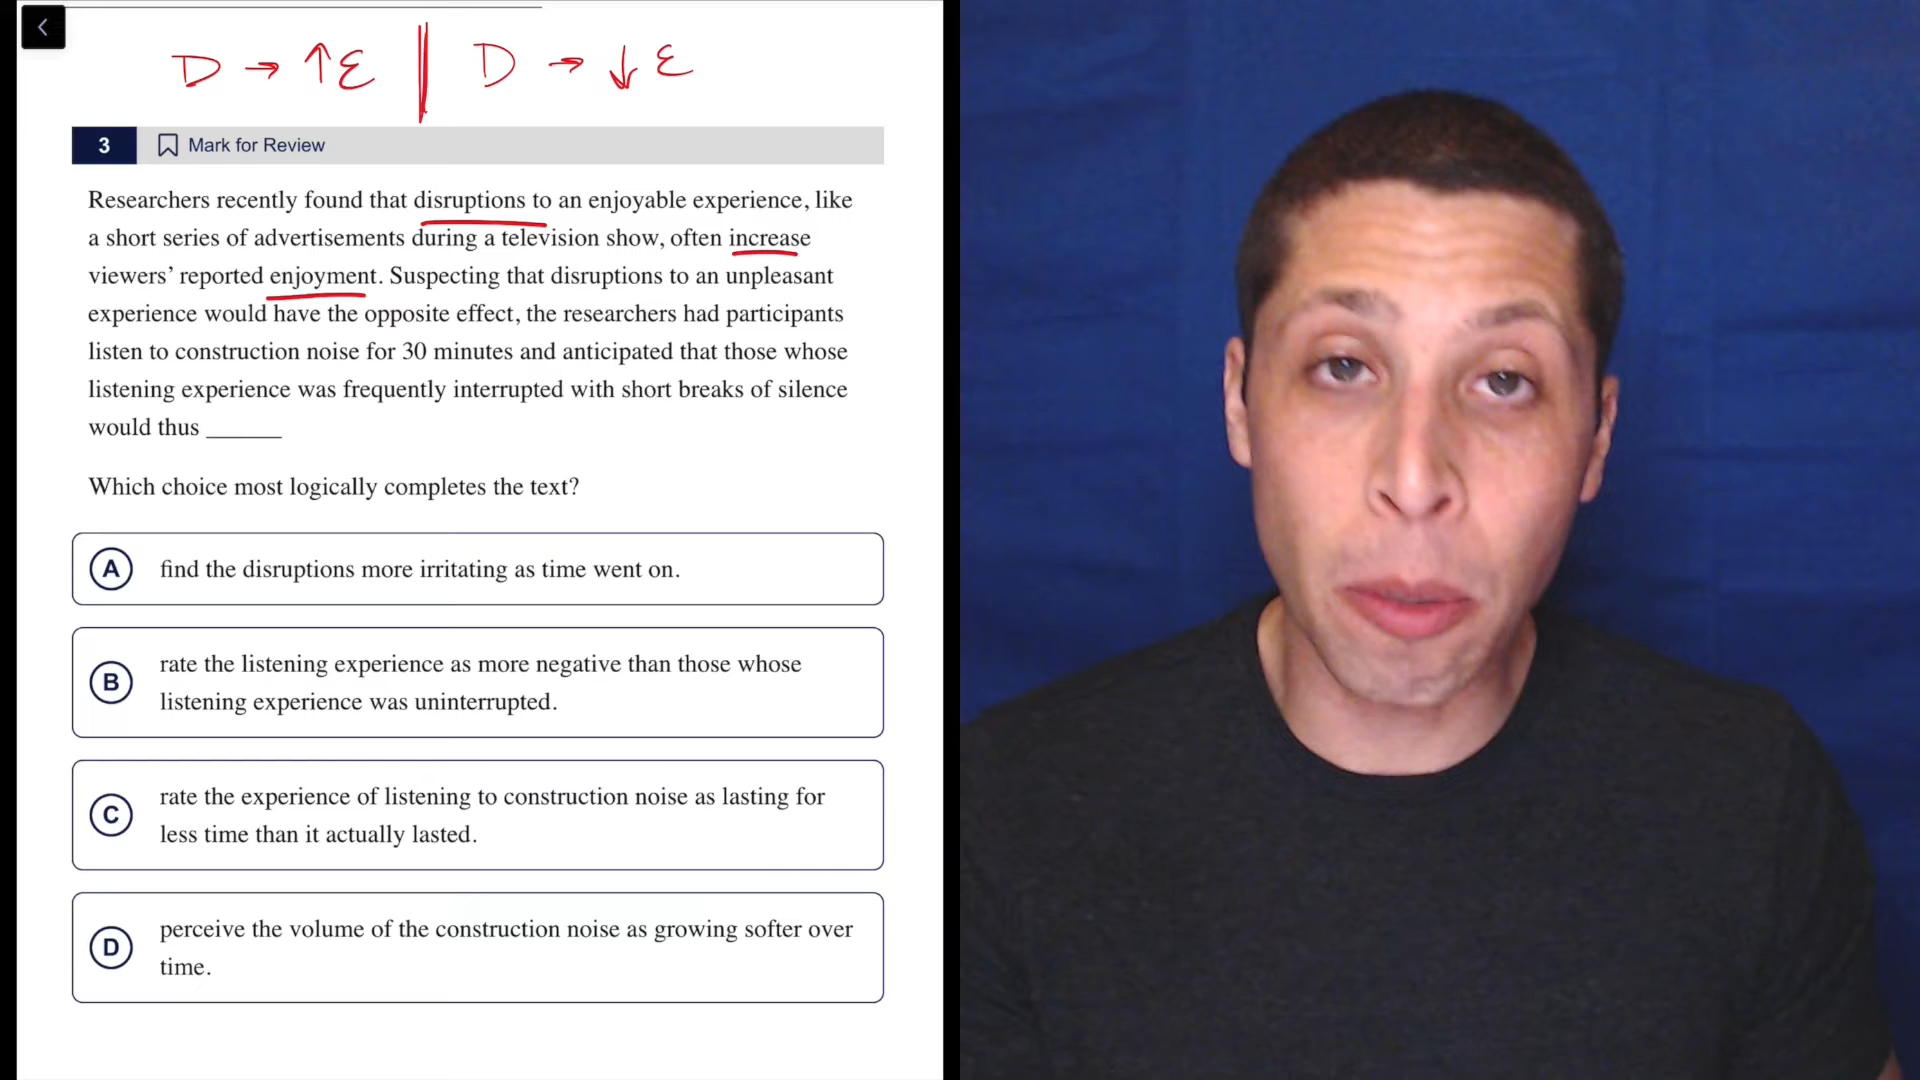 D → ↑ E || D → ↓ E
3 Mark for Review
Researchers recently found that disruptions to an enjoyable experience, like
a short series of advertisements during a television show, often increase
viewers’ reported enjoyment. Suspecting that disruptions to an unpleasant
experience would have the opposite effect, the researchers had participants
listen to construction noise for 30 minutes and anticipated that those whose
listening experience was frequently interrupted with short breaks of silence
would thus ______
Which choice most logically completes the text?
A find the disruptions more irritating as time went on.
B rate the listening experience as more negative than those whose
listening experience was uninterrupted.
C rate the experience of listening to construction noise as lasting for
less time than it actually lasted.
D perceive the volume of the construction noise as growing softer over
time.